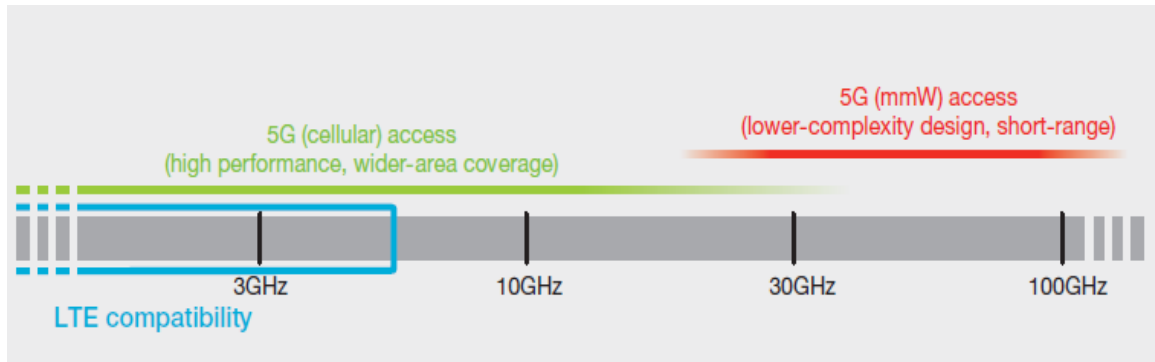 5G (mmW) access
(lower-complexity design, short-range)
5G (cellular) access
(high performance, wider-area coverage)
3GHz
10GHz
30GHz
100GHz
LTE compatibility